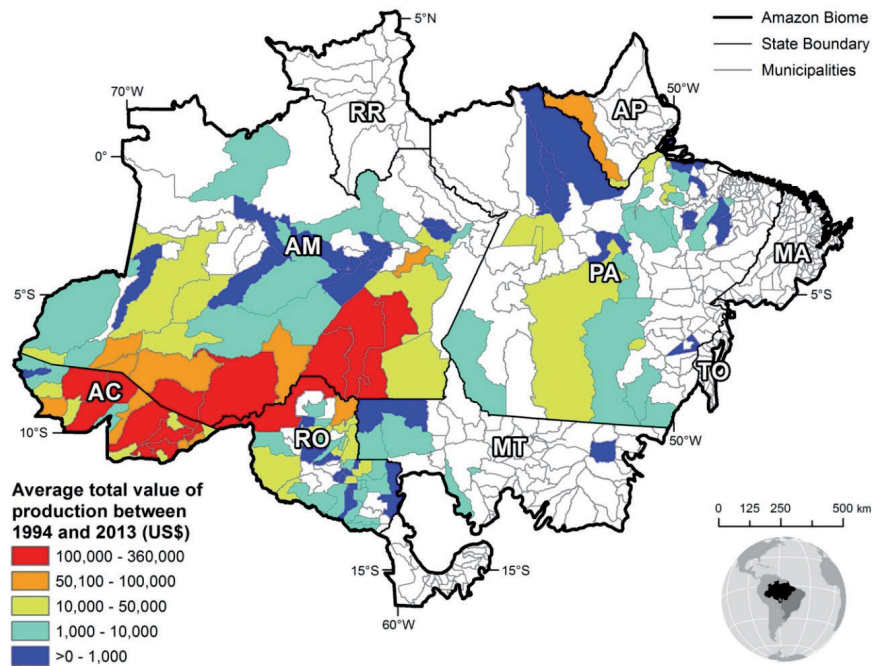 5°N
Amazon Biome
State Boundary
Municipalities
70°W
50°W
RR
AP
0°
AM
PA
MA
5°S
5°S
AC
TO
10°S
RO
MT
50°W
Average total value of
production between
1994 and 2013 (US$)
100,000 - 360,000
50,100 - 100,000
10,000 - 50,000
1,000 - 10,000
>0 - 1,000
0 125 250 500 km
15°S
15°S
60°W